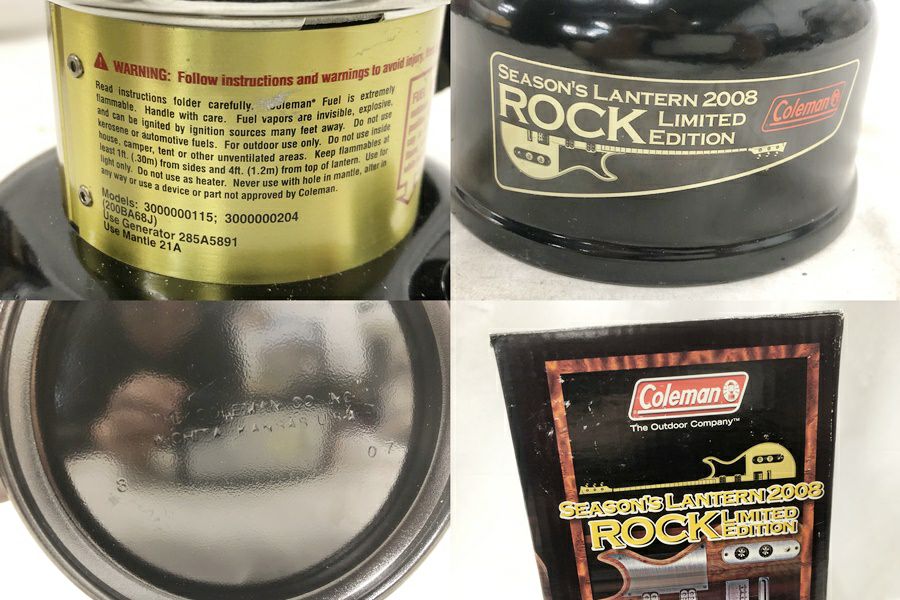 WARNING: Follow instructions and warnings to avoid injury,
Read instructions folder carefully. Coleman® Fuel is extremely
flammable. Handle with care. Fuel vapors are invisible, explosive,
and can be ignited by ignition sources many feet away. Do not use
kerosene or automotive fuels. For outdoor use only. Do not use inside
house, camper, tent or other unventilated areas. Keep flammables at
least 1ft. (.30m) from sides and 4ft. (1.2m) from top of lantern. Use for
light only. Do not use as heater. Never use with hole in mantle, alter in
any way or use a device or part not approved by Coleman.
Models: 3000000115; 3000000204
(200BA68J)
Use Generator 285A5891
Use Mantle 21A
FUEL
SEASON'S LANTERN 2008
ROCK LIMITED
EDITION
Coleman
THE COLEMAN CO. INC.
WICHITA, KANSAS U.S.A.
8 07
Coleman
The Outdoor Company™
SEASON'S LANTERN 2008
ROCK LIMITED
EDITION